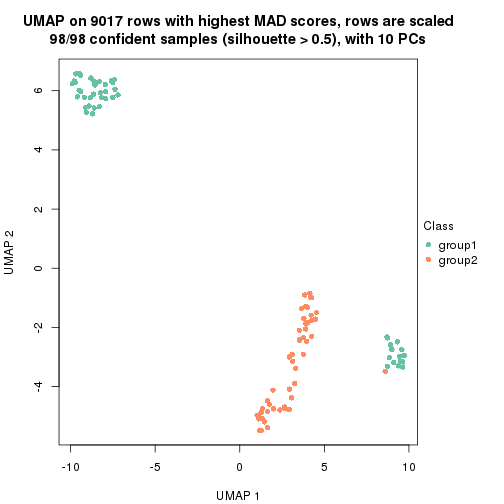 UMAP on 9017 rows with highest MAD scores, rows are scaled
98/98 confident samples (silhouette > 0.5), with 10 PCs
6
4
2
0
-2
-4
UMAP 2
-10
-5
0
5
10
UMAP 1
Class
group1
group2